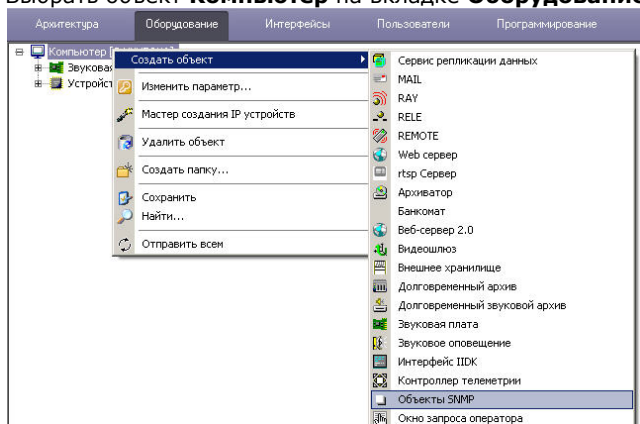 Выбрать объект Компьютер на вкладке Оборудование
Архитектура Оборудование Интерфейсы Пользователи Программирование
Компьютер
Звуковая
Устройст
Создать объект
Изменить параметр...
Мастер создания IP устройств
Удалить объект
Создать папку...
Сохранить
Найти...
Отправить всем
Сервис репликации данных
MAIL
RAY
RELE
REMOTE
Web сервер
rtsp Сервер
Архиватор
Банкомат
Веб-сервер 2.0
Видеошлюз
Внешнее хранилище
Долговременный архив
Долговременный звуковой архив
Звуковая плата
Звуковое оповещение
Интерфейс IIDK
Контроллер телеметрии
Объекты SNMP
Окно запроса оператора